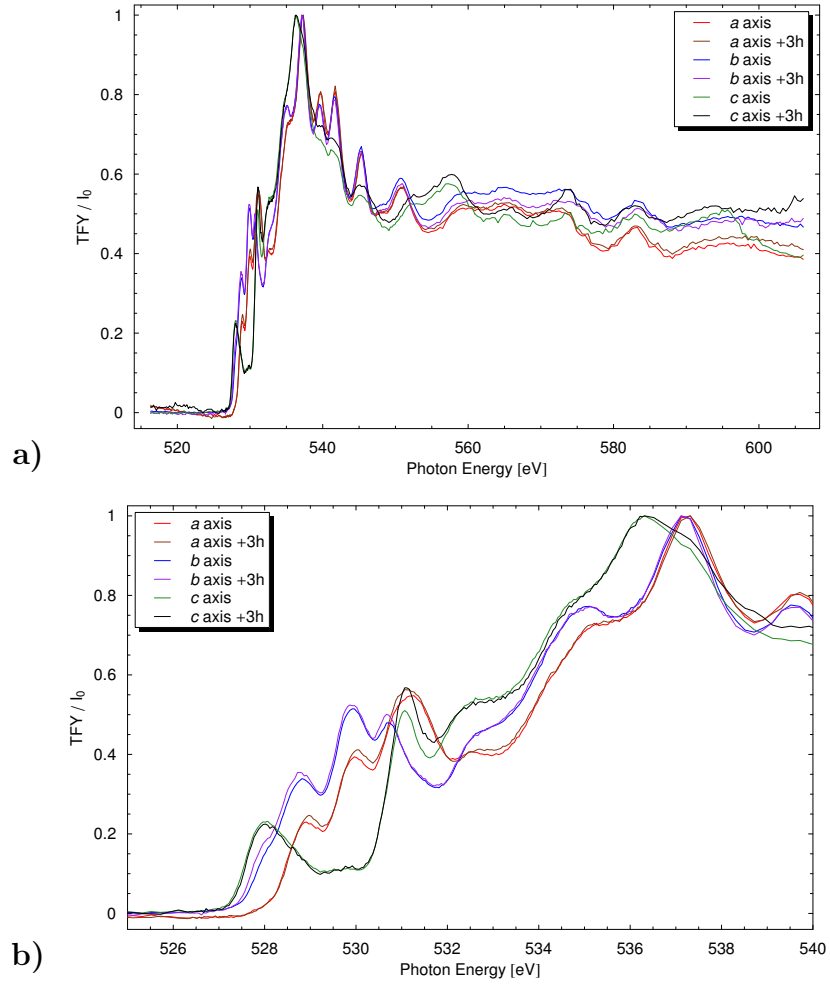 1
0.8
0.6
0.4
0.2
0
TFY / I0
a axis
a axis +3h
b axis
b axis +3h
c axis
c axis +3h
520 540 560 580 600
Photon Energy [eV]
a)
1
0.8
0.6
0.4
0.2
0
TFY / I0
a axis
a axis +3h
b axis
b axis +3h
c axis
c axis +3h
526 528 530 532 534 536 538 540
Photon Energy [eV]
b)